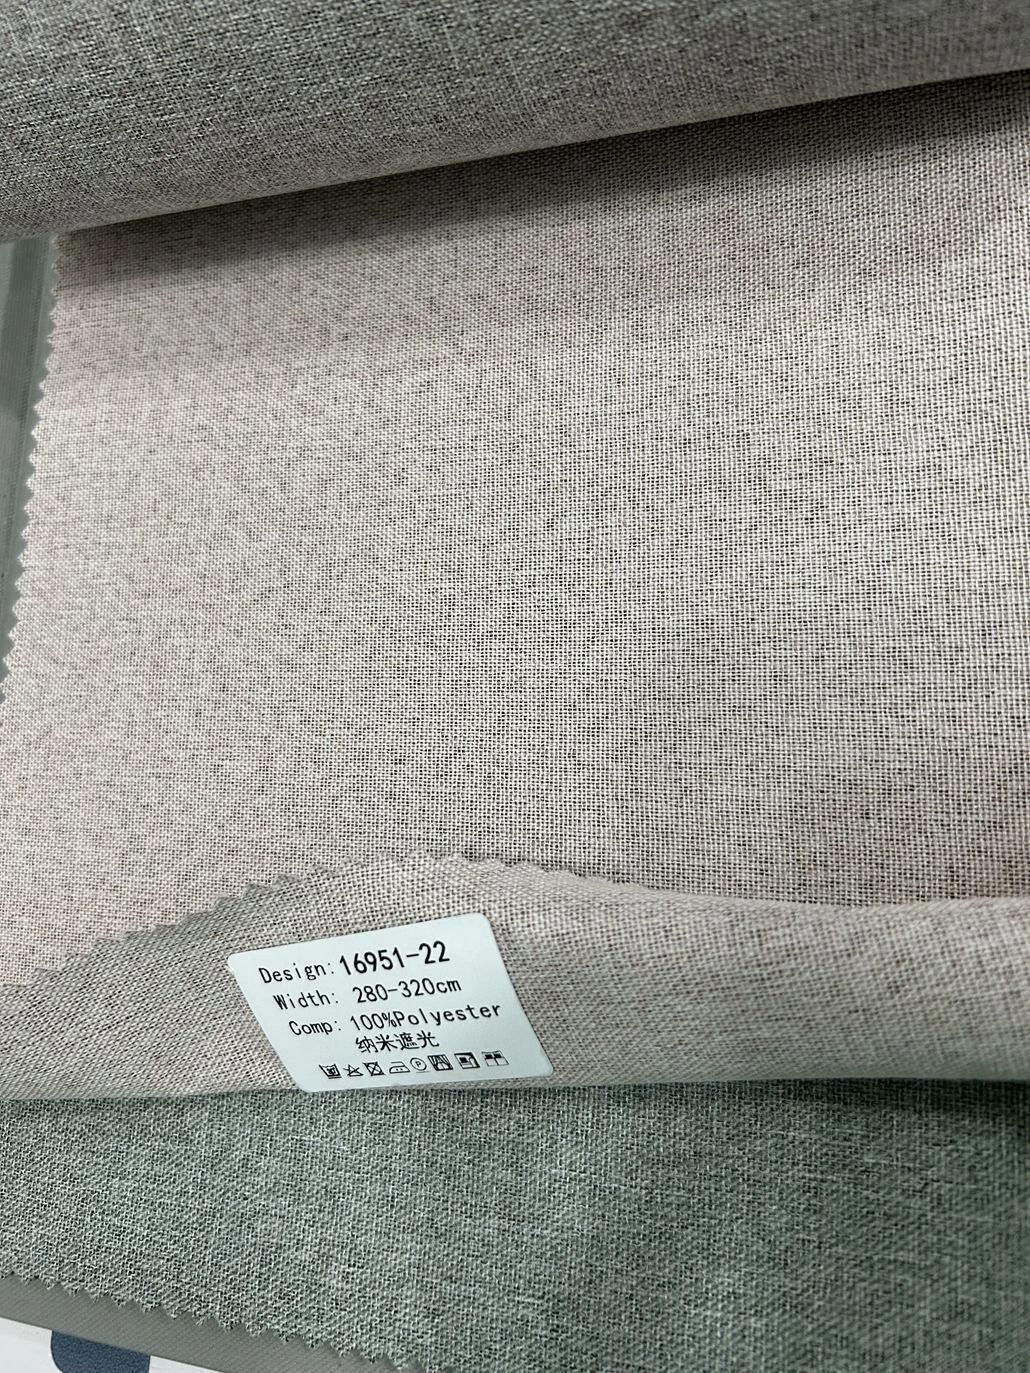 Design:16951-22
Width: 280-320cm
Comp: 100%Polyester
纳米遮光